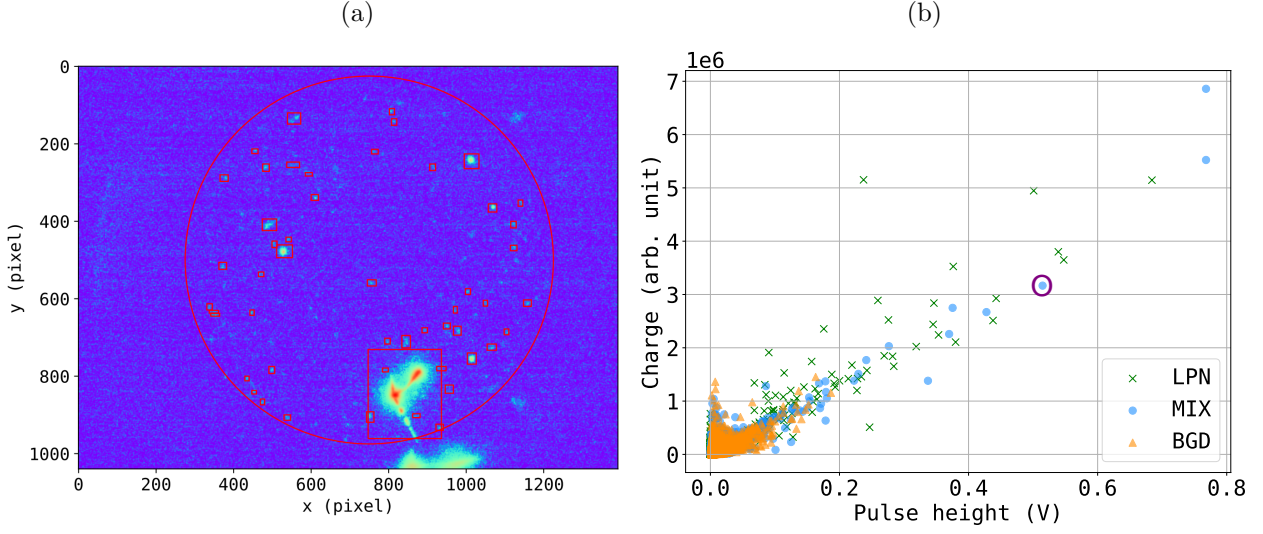 (a)
(b)
0
200
400
600
800
1000
y (pixel)
0 200 400 600 800 1000 1200
x (pixel)
1e6
7
6
5
4
3
2
1
0
Charge (arb. unit)
0.0 0.2 0.4 0.6 0.8
Pulse height (V)
LPN
MIX
BGD